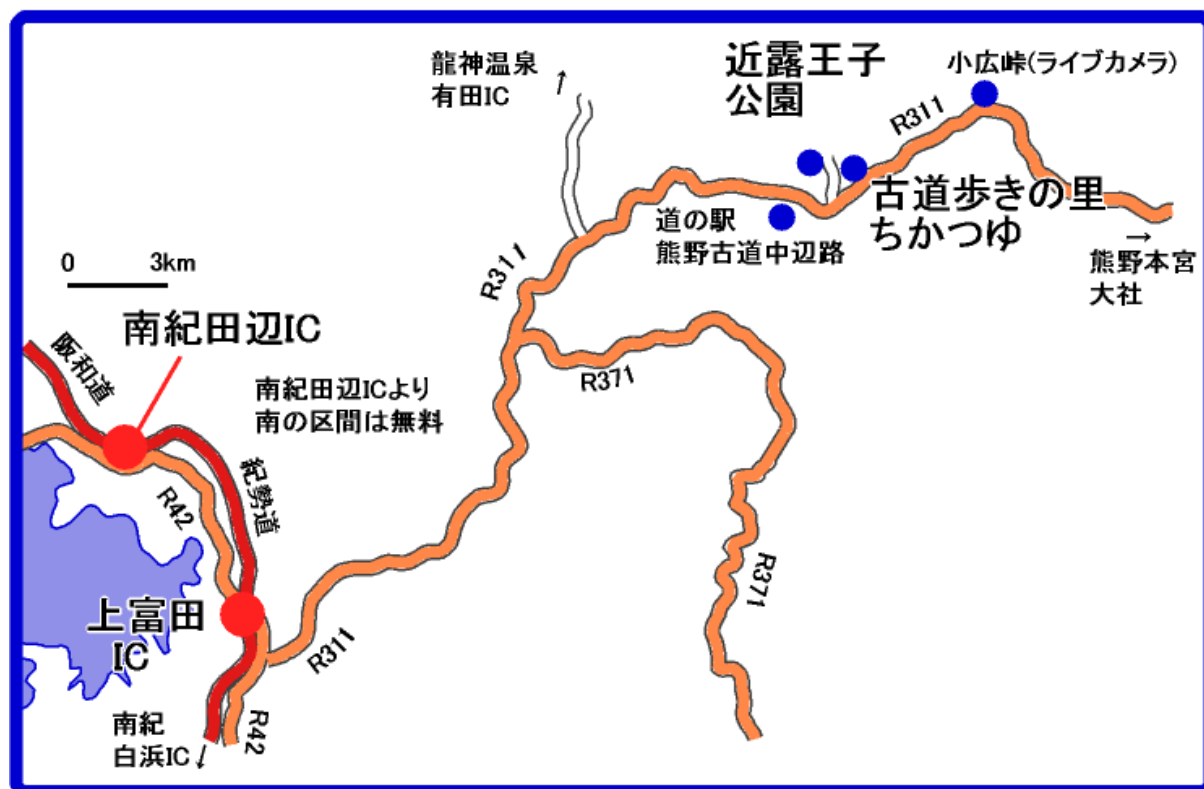 龍神温泉
有田IC
↑
近露王子
公園
小広峠(ライブカメラ)
R311
古道歩きの里
ちかつゆ
道の駅
熊野古道中辺路
→
熊野本宮
大社
R311
0 3km
南紀田辺IC
阪和道
南紀田辺ICより
南の区間は無料
R371
R42
紀勢道
R371
上富田
IC
R311
R42
南紀
白浜IC↓